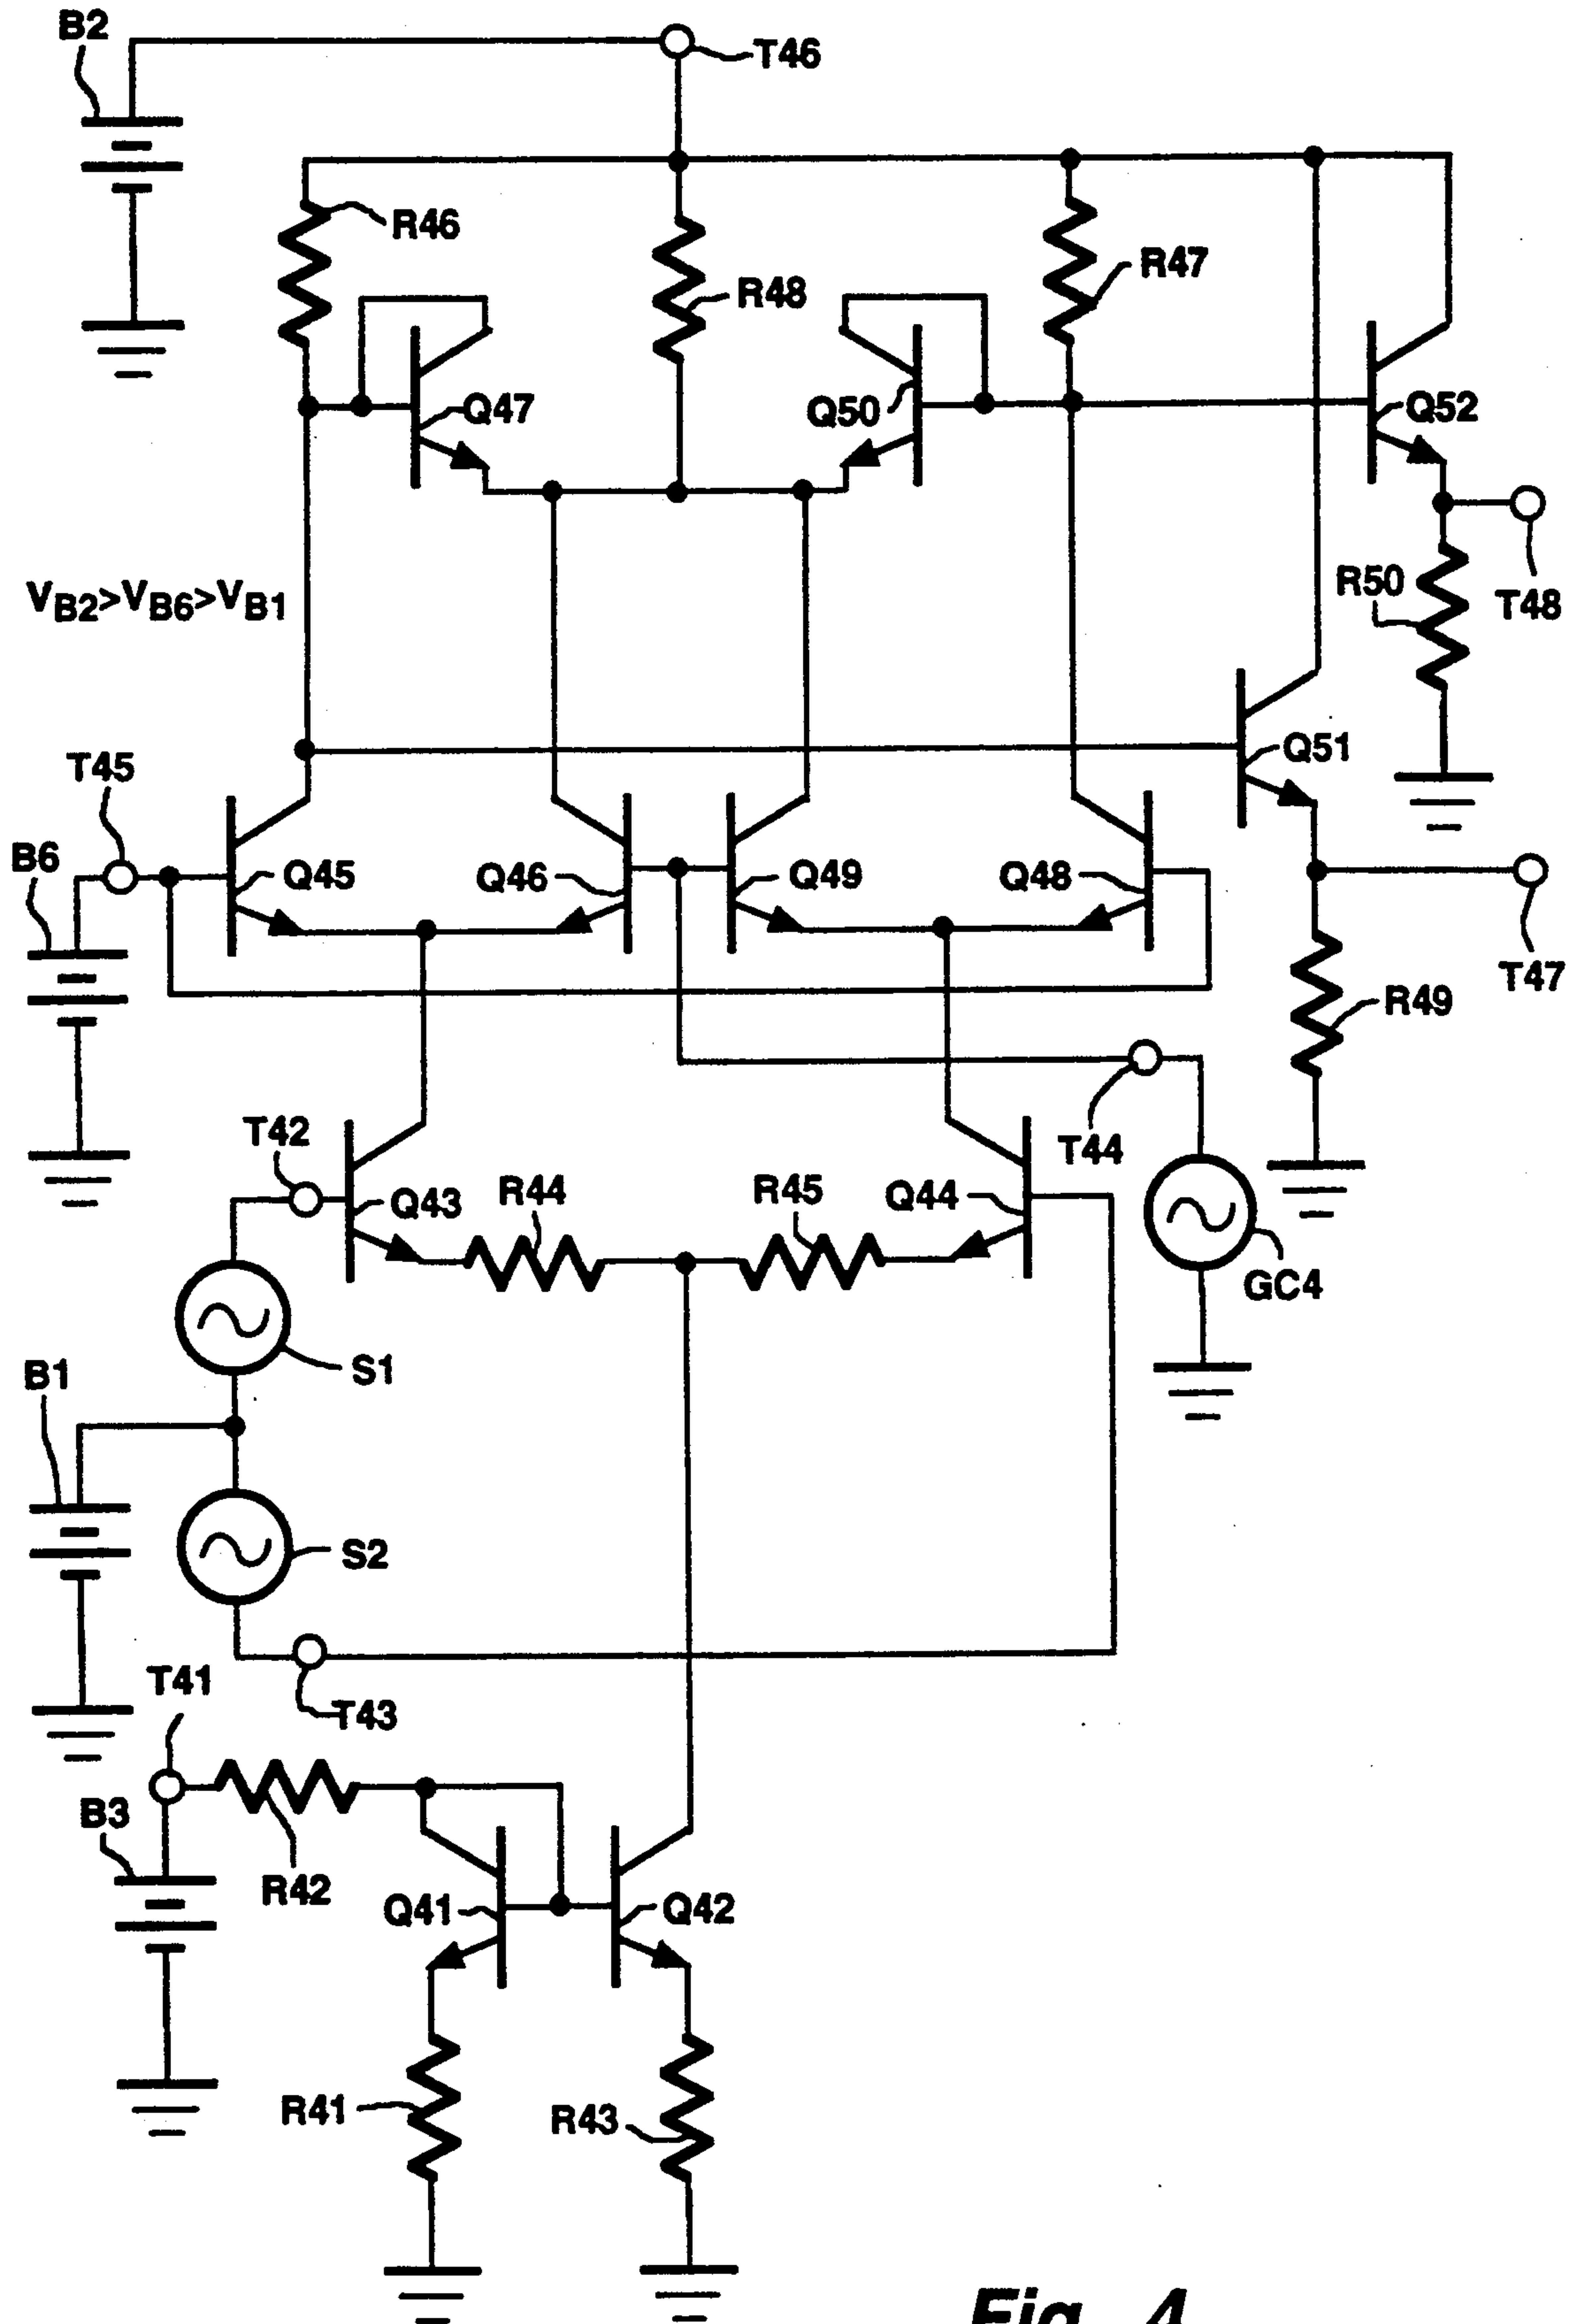 B2
T46
R46
R48
R47
Q47
Q50
Q52
VB2>VB6>VB1
R50
T48
T45
Q51
B6
Q45
Q46
Q49
Q48
T47
R49
T42
T44
Q43
R44
R45
Q44
GC4
S1
B1
S2
T41
T43
B3
R42
Q41
Q42
R41
R43
Fig. 4